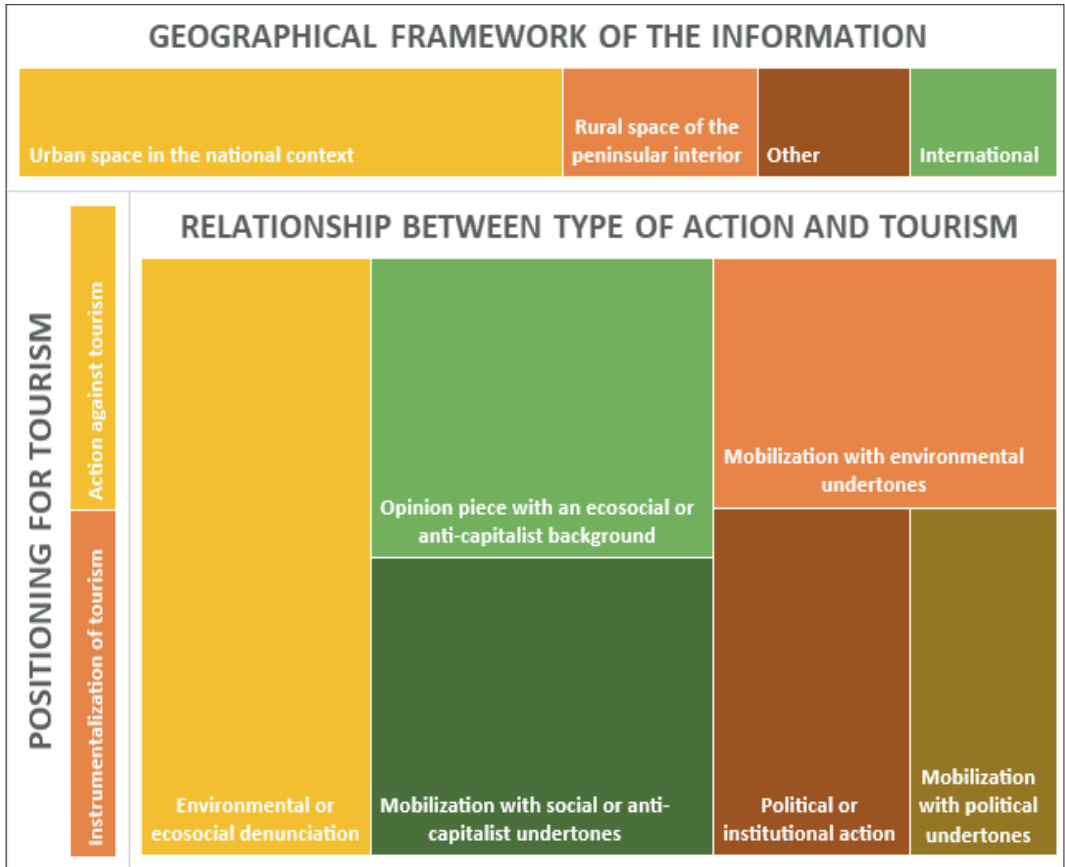 GEOGRAPHICAL FRAMEWORK OF THE INFORMATION
Urban space in the national context
Rural space of the
peninsular interior
Other
International
POSITIONING FOR TOURISM
Action against tourism
Instrumentalization of tourism
RELATIONSHIP BETWEEN TYPE OF ACTION AND TOURISM
Environmental or
ecosocial denunciation
Opinion piece with an ecosocial or
anti-capitalist background
Mobilization with social or anti-
capitalist undertones
Mobilization with environmental
undertones
Political or
institutional action
Mobilization
with political
undertones